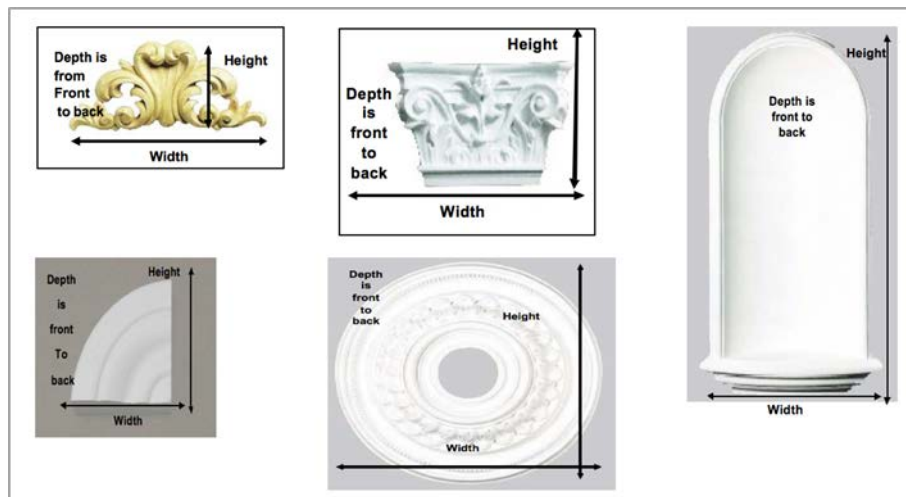 Depth is
from
Front
to back
Height
Width
Height
Depth
is
front
to
back
Width
Height
Depth is
front to
back
Width
Depth
is
front
To
back
Height
Width
Depth
is
front
to
back
Height
Width